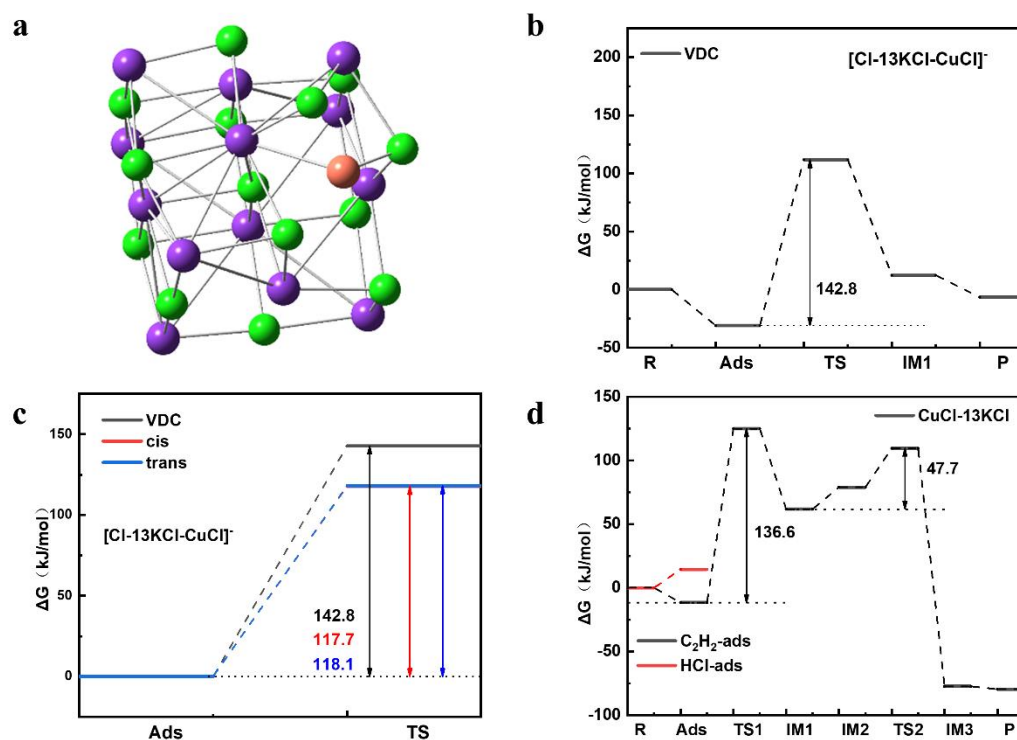 a
b
VDC
[Cl-13KCl-CuCl]⁻
ΔG（kJ/mol）
200
150
100
50
0
-50
142.8
R Ads TS IM1 P
c
VDC
cis
trans
[Cl-13KCl-CuCl]⁻
ΔG（kJ/mol）
150
100
50
0
142.8
117.7
118.1
Ads TS
d
CuCl-13KCl
ΔG（kJ/mol）
150
100
50
0
-50
-100
136.6
47.7
C₂H₂-ads
HCl-ads
R Ads TS1 IM1 IM2 TS2 IM3 P